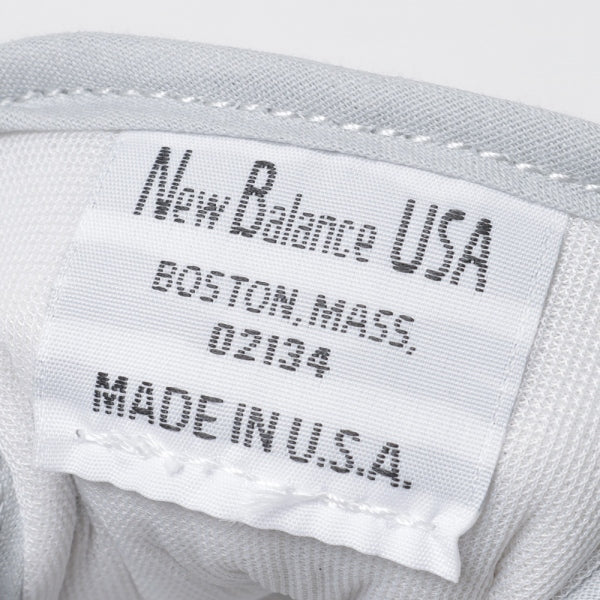 New Balance USA
BOSTON, MASS.
02134
MADE IN U.S.A.